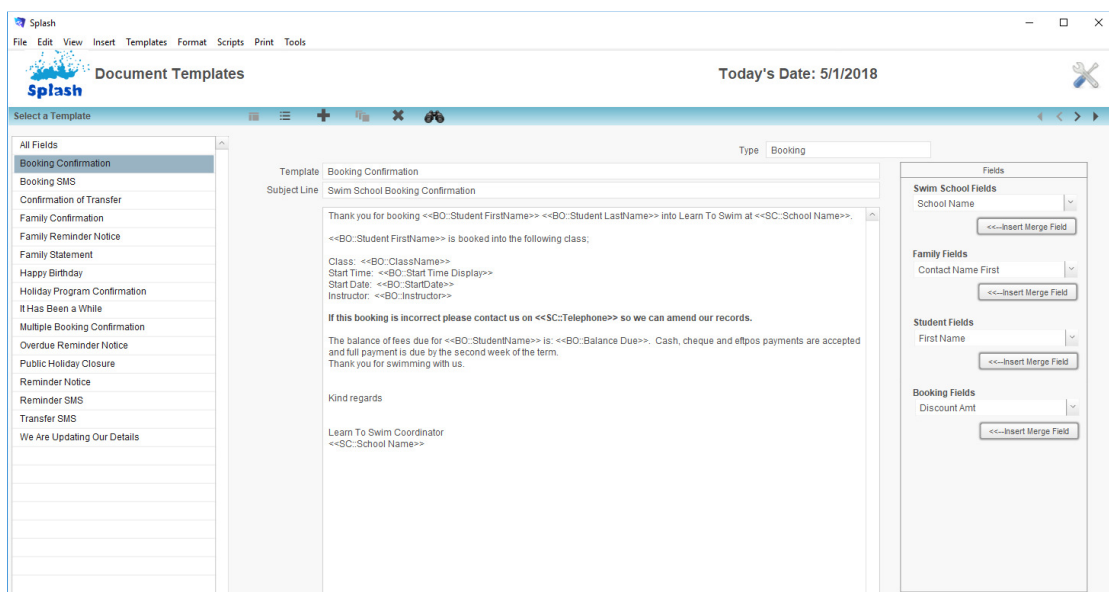 Splash
File Edit View Insert Templates Format Scripts Print Tools
Splash
Document Templates
Today's Date: 5/1/2018
Select a Template
All Fields
Booking Confirmation
Booking SMS
Confirmation of Transfer
Family Confirmation
Family Reminder Notice
Family Statement
Happy Birthday
Holiday Program Confirmation
It Has Been a While
Multiple Booking Confirmation
Overdue Reminder Notice
Public Holiday Closure
Reminder Notice
Reminder SMS
Transfer SMS
We Are Updating Our Details
Type Booking
Template Booking Confirmation
Subject Line Swim School Booking Confirmation
Thank you for booking <<BO::Student FirstName>> <<BO::Student LastName>> into Learn To Swim at <<SC::School Name>>.
<<BO::Student FirstName>> is booked into the following class;
Class: <<BO::ClassName>>
Start Time: <<BO::Start Time Display>>
Start Date: <<BO::StartDate>>
Instructor: <<BO::Instructor>>
If this booking is incorrect please contact us on <<SC::Telephone>> so we can amend our records.
The balance of fees due for <<BO::StudentName>> is: <<BO::Balance Due>>. Cash, cheque and eftpos payments are accepted
and full payment is due by the second week of the term.
Thank you for swimming with us.
Kind regards
Learn To Swim Coordinator
<<SC::School Name>>
Fields
Swim School Fields
School Name
<<--Insert Merge Field
Family Fields
Contact Name First
<<--Insert Merge Field
Student Fields
First Name
<<--Insert Merge Field
Booking Fields
Discount Amt
<<--Insert Merge Field